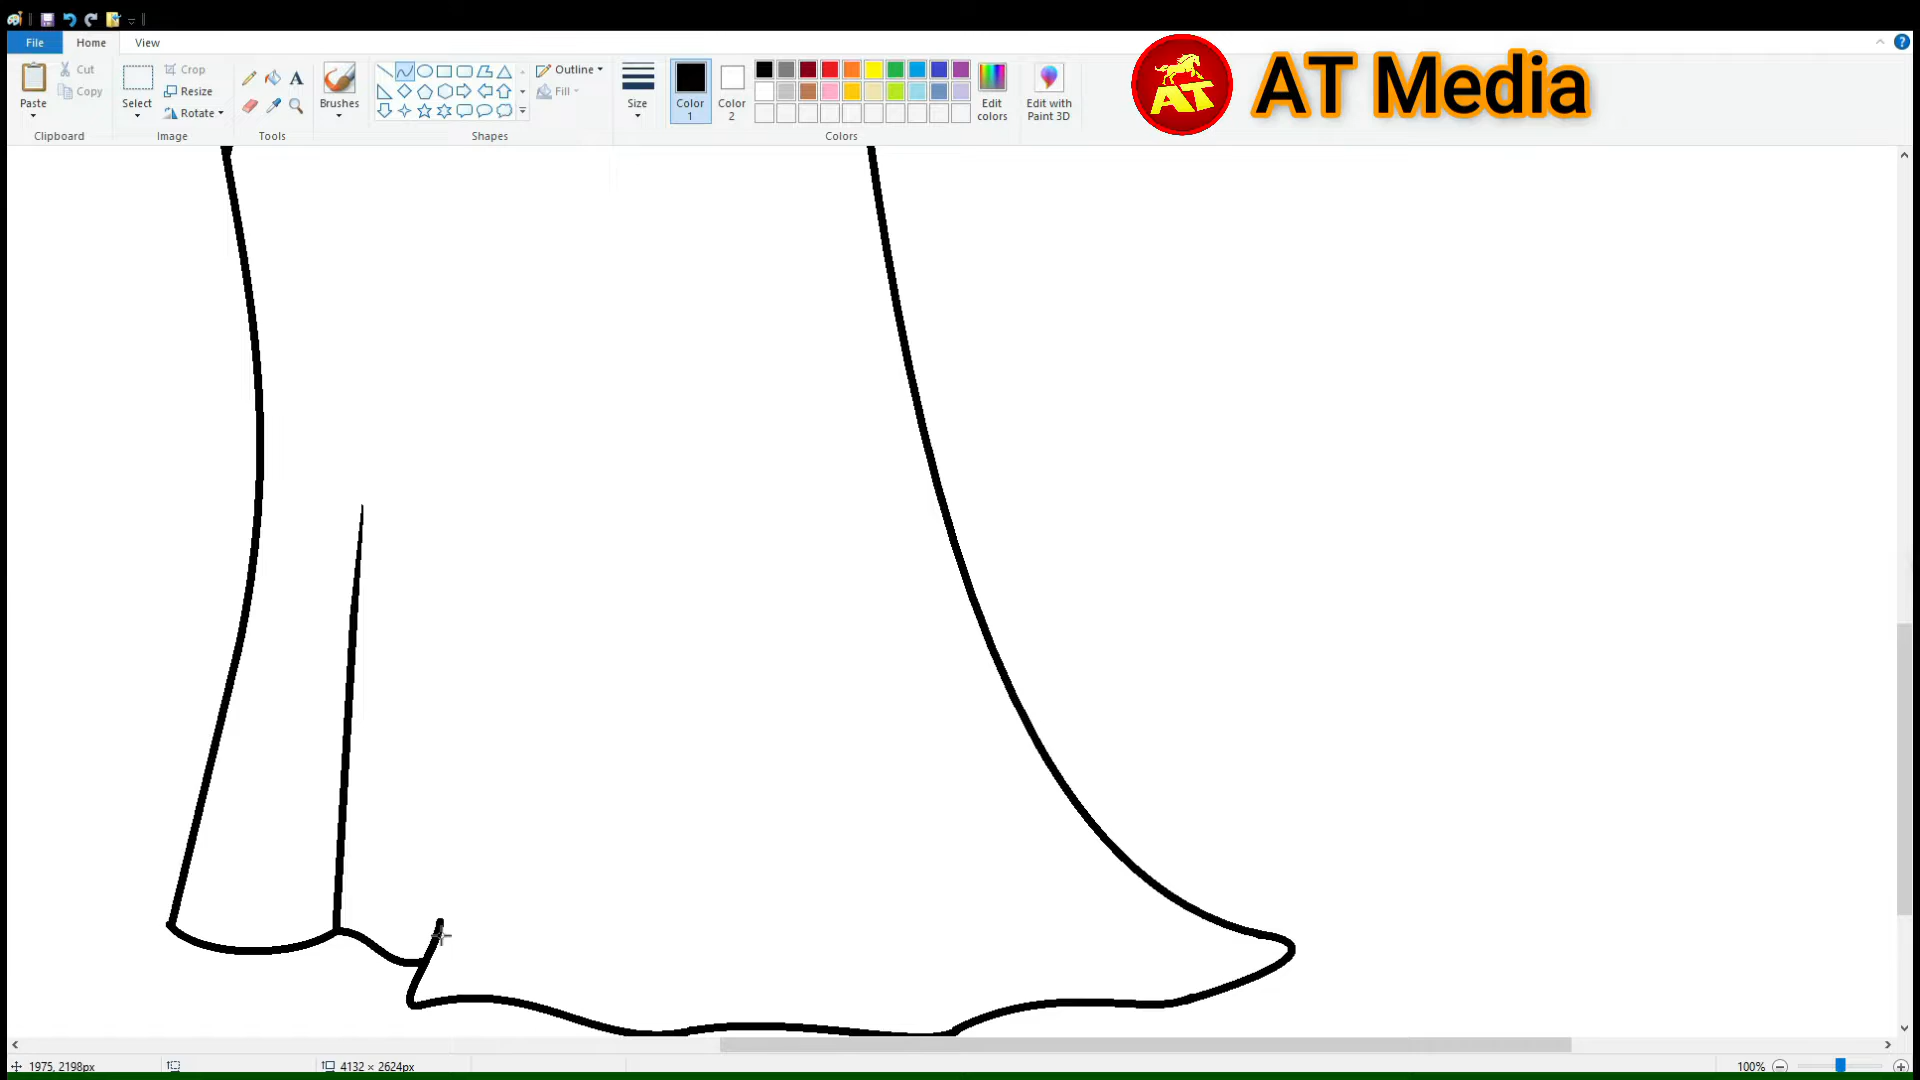 File
Home
View
AT
AT Media
Paste
Cut
Copy
Clipboard
Select
Crop
Resize
Rotate
Image
A
Tools
Brushes
Outline
Fill
Shapes
Size
Color
1
Color
2
Edit
colors
Colors
Edit with
Paint 3D
1975, 2198px
4132 × 2624px
100%